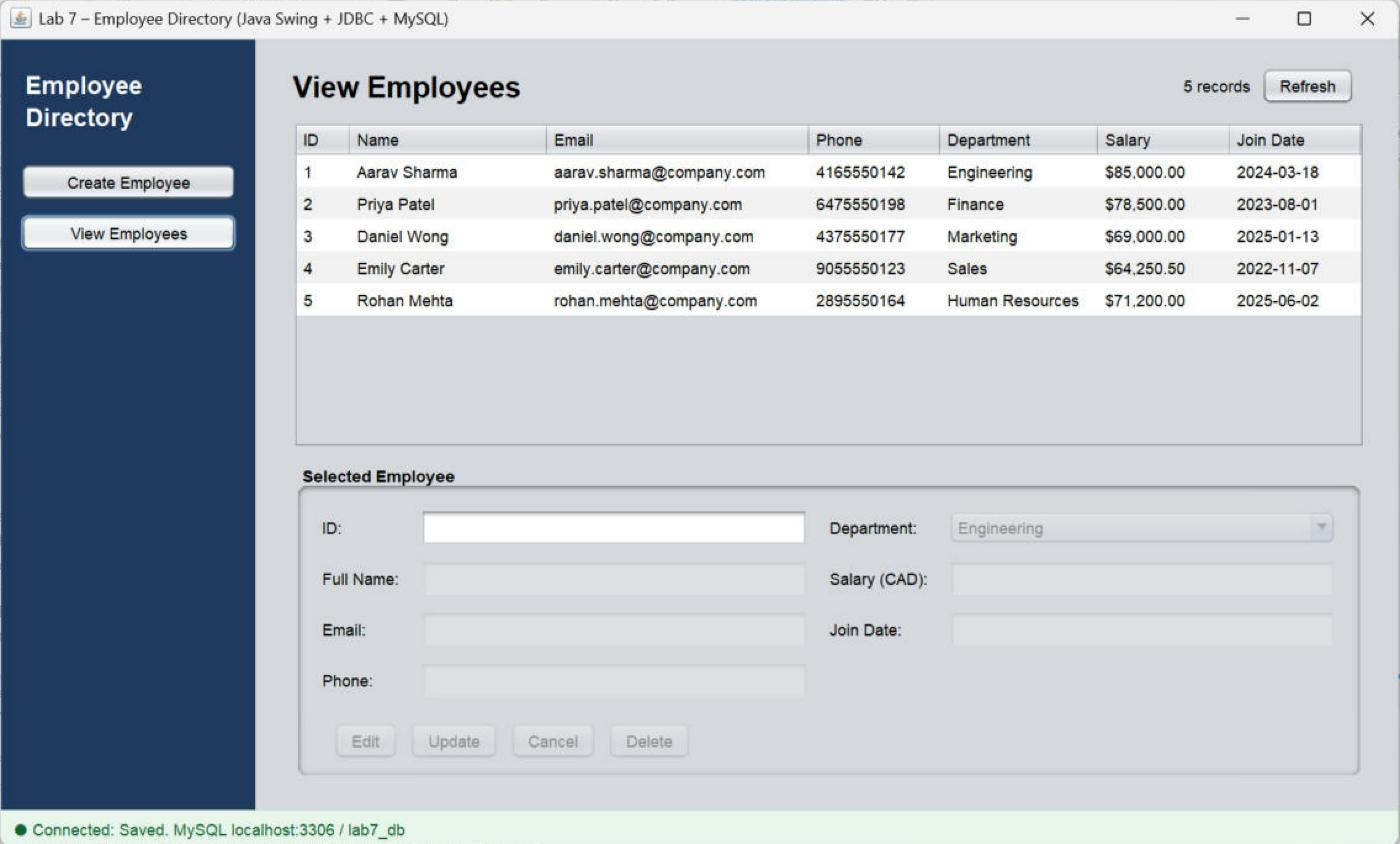 Lab 7 – Employee Directory (Java Swing + JDBC + MySQL)
Employee
Directory
Create Employee
View Employees
View Employees
5 records Refresh
ID Name Email Phone Department Salary Join Date
1 Aarav Sharma aarav.sharma@company.com 4165550142 Engineering $85,000.00 2024-03-18
2 Priya Patel priya.patel@company.com 6475550198 Finance $78,500.00 2023-08-01
3 Daniel Wong daniel.wong@company.com 4375550177 Marketing $69,000.00 2025-01-13
4 Emily Carter emily.carter@company.com 9055550123 Sales $64,250.50 2022-11-07
5 Rohan Mehta rohan.mehta@company.com 2895550164 Human Resources $71,200.00 2025-06-02
Selected Employee
ID: Department: Engineering
Full Name: Salary (CAD):
Email: Join Date:
Phone:
Edit Update Cancel Delete
Connected: Saved. MySQL localhost:3306 / lab7_db